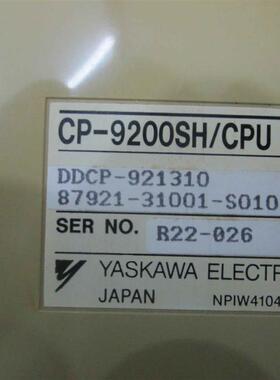 CP-9200SH/CPU
DDCP-921310
87921-31001-S010
SER NO. R22-026
YASKAWA ELECTR
JAPAN NPIW4104